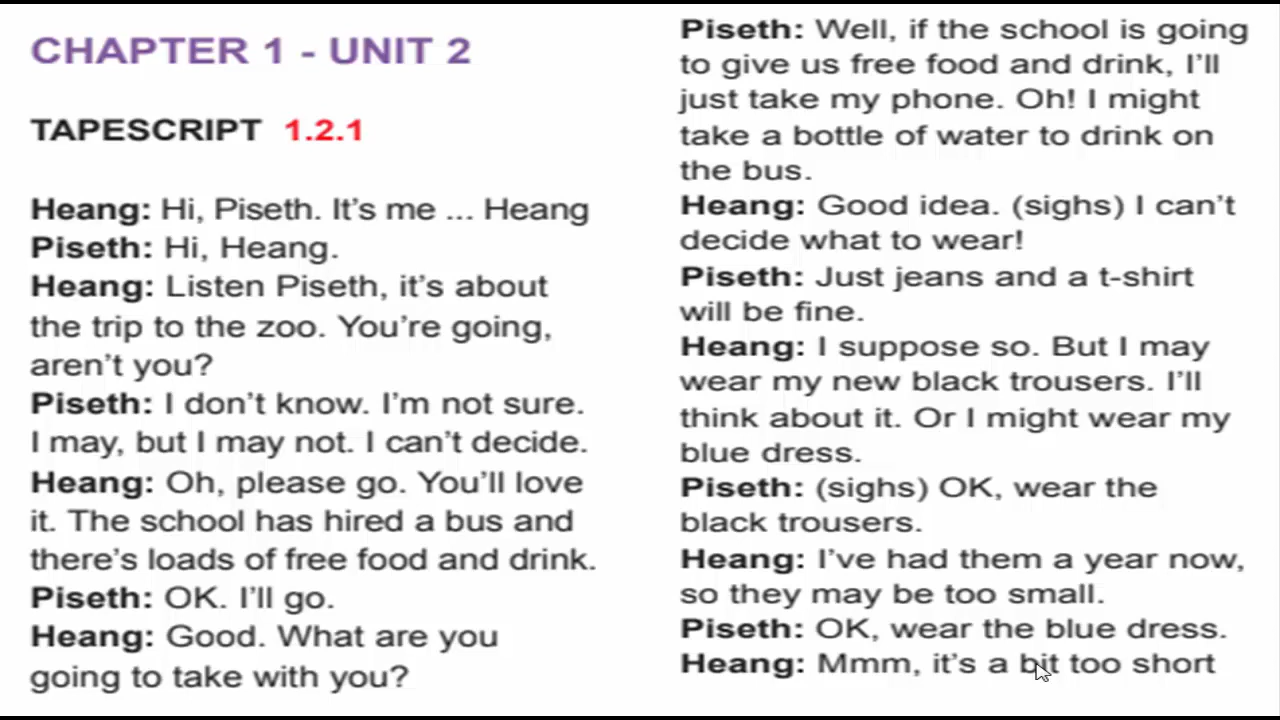 CHAPTER 1 - UNIT 2
TAPESCRIPT 1.2.1
Heang: Hi, Piseth. It's me ... Heang
Piseth: Hi, Heang.
Heang: Listen Piseth, it's about
the trip to the zoo. You're going,
aren't you?
Piseth: I don't know. I'm not sure.
I may, but I may not. I can't decide.
Heang: Oh, please go. You'll love
it. The school has hired a bus and
there's loads of free food and drink.
Piseth: OK. I'll go.
Heang: Good. What are you
going to take with you?
Piseth: Well, if the school is going
to give us free food and drink, I'll
just take my phone. Oh! I might
take a bottle of water to drink on
the bus.
Heang: Good idea. (sighs) I can't
decide what to wear!
Piseth: Just jeans and a t-shirt
will be fine.
Heang: I suppose so. But I may
wear my new black trousers. I'll
think about it. Or I might wear my
blue dress.
Piseth: (sighs) OK, wear the
black trousers.
Heang: I've had them a year now,
so they may be too small.
Piseth: OK, wear the blue dress.
Heang: Mmm, it's a bit too short